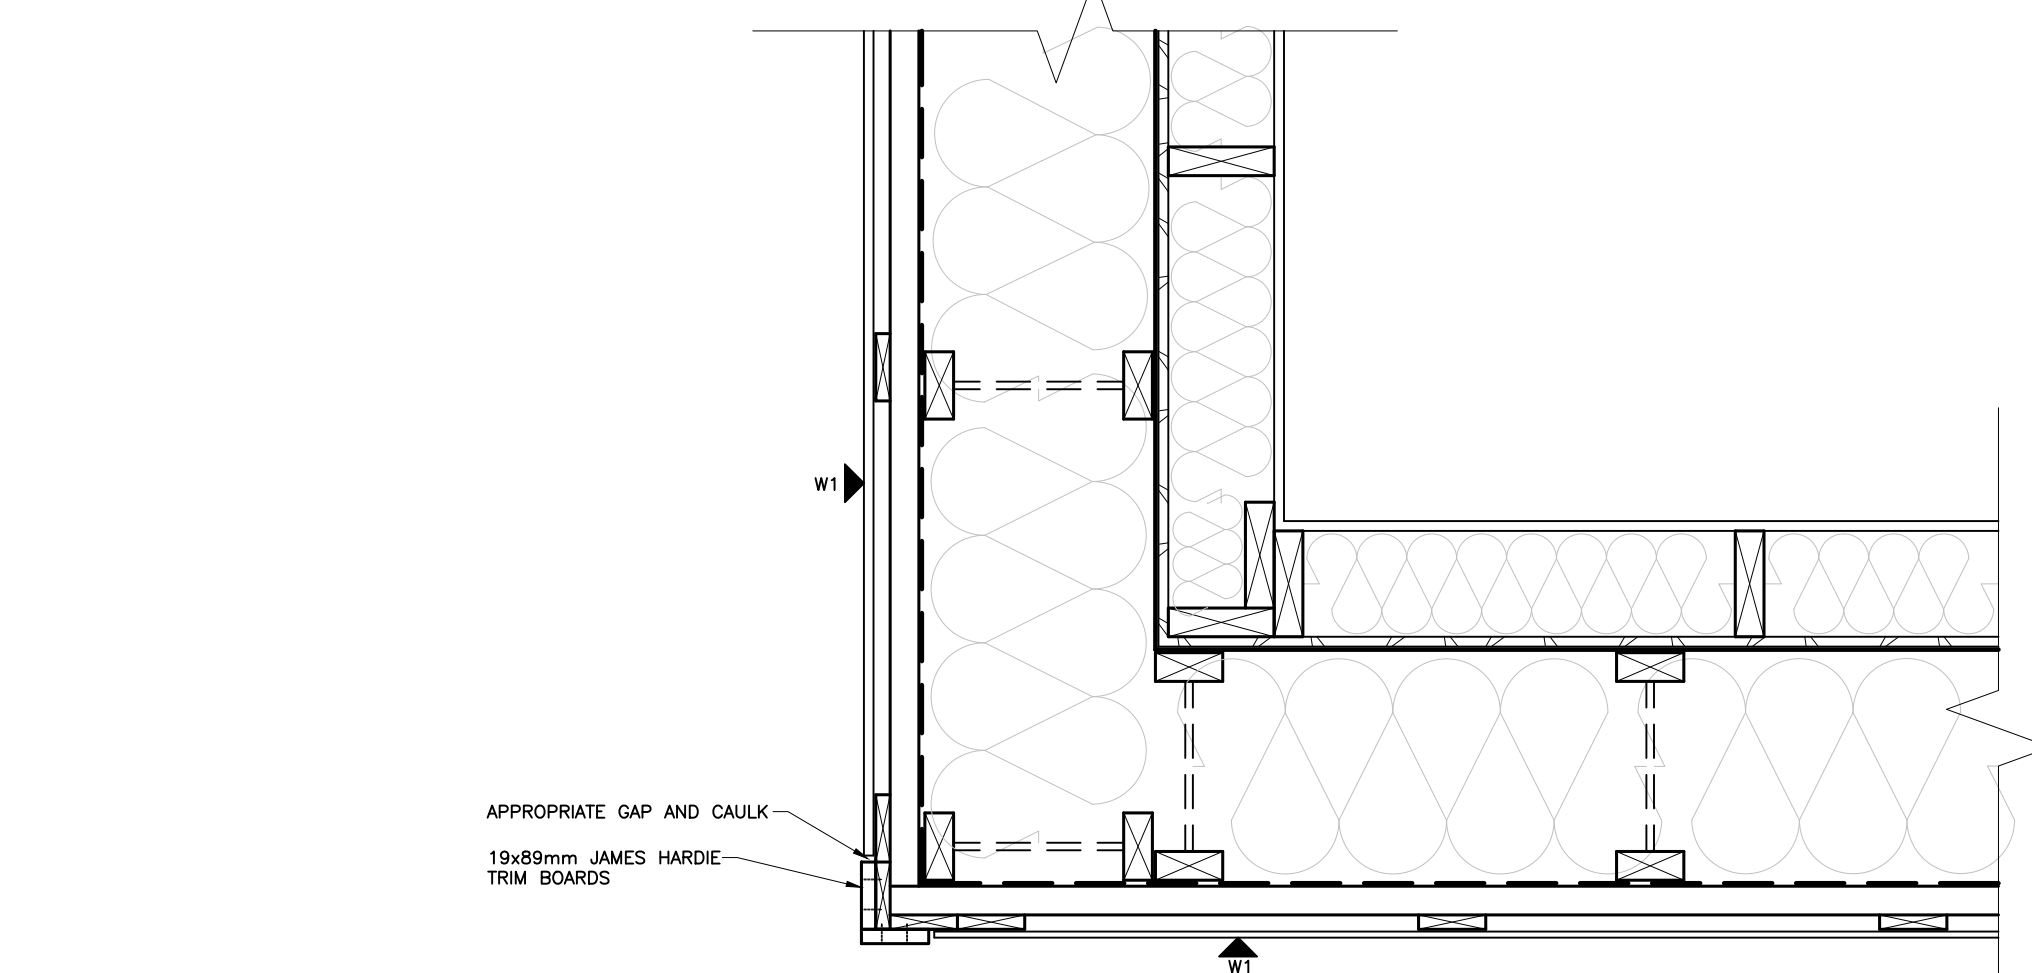 W1
APPROPRIATE GAP AND CAULK
19x89mm JAMES HARDIE
TRIM BOARDS
W1